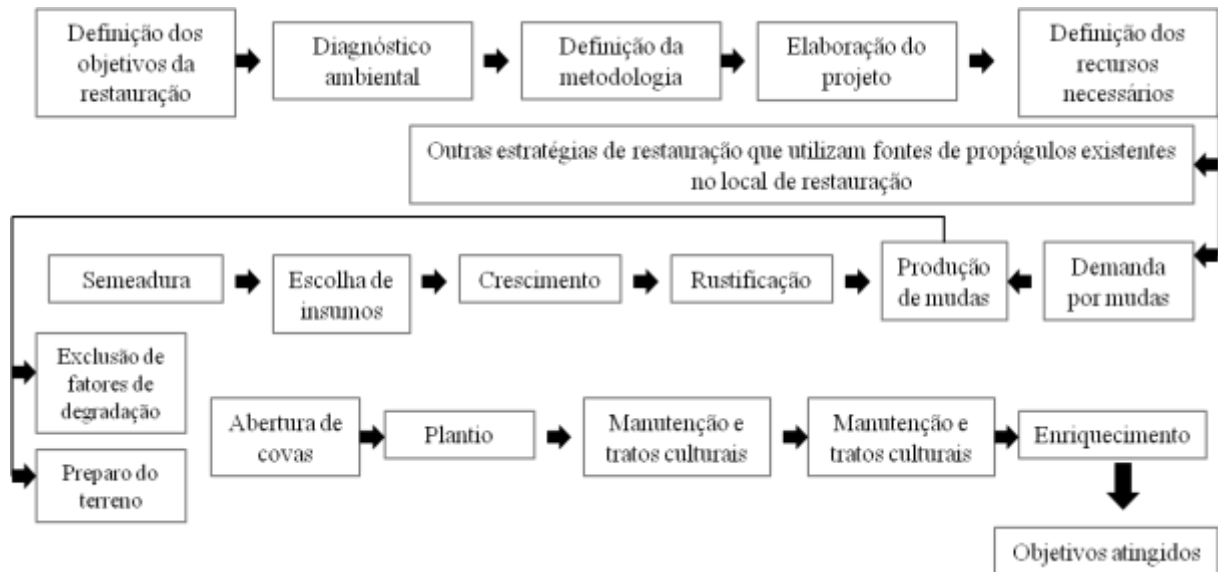 Definição dos
objetivos da
restauração
Diagnóstico
ambiental
Definição da
metodologia
Elaboração do
projeto
Definição dos
recursos
necessários
Outras estratégias de restauração que utilizam fontes de propágulos existentes
no local de restauração
Semeadura
Escolha de
insumos
Crescimento
Rustificação
Produção
de mudas
Demanda
por mudas
Exclusão de
fatores de
degradação
Preparo do
terreno
Abertura de
covas
Plantio
Manutenção e
tratos culturais
Manutenção e
tratos culturais
Enriquecimento
Objetivos atingidos